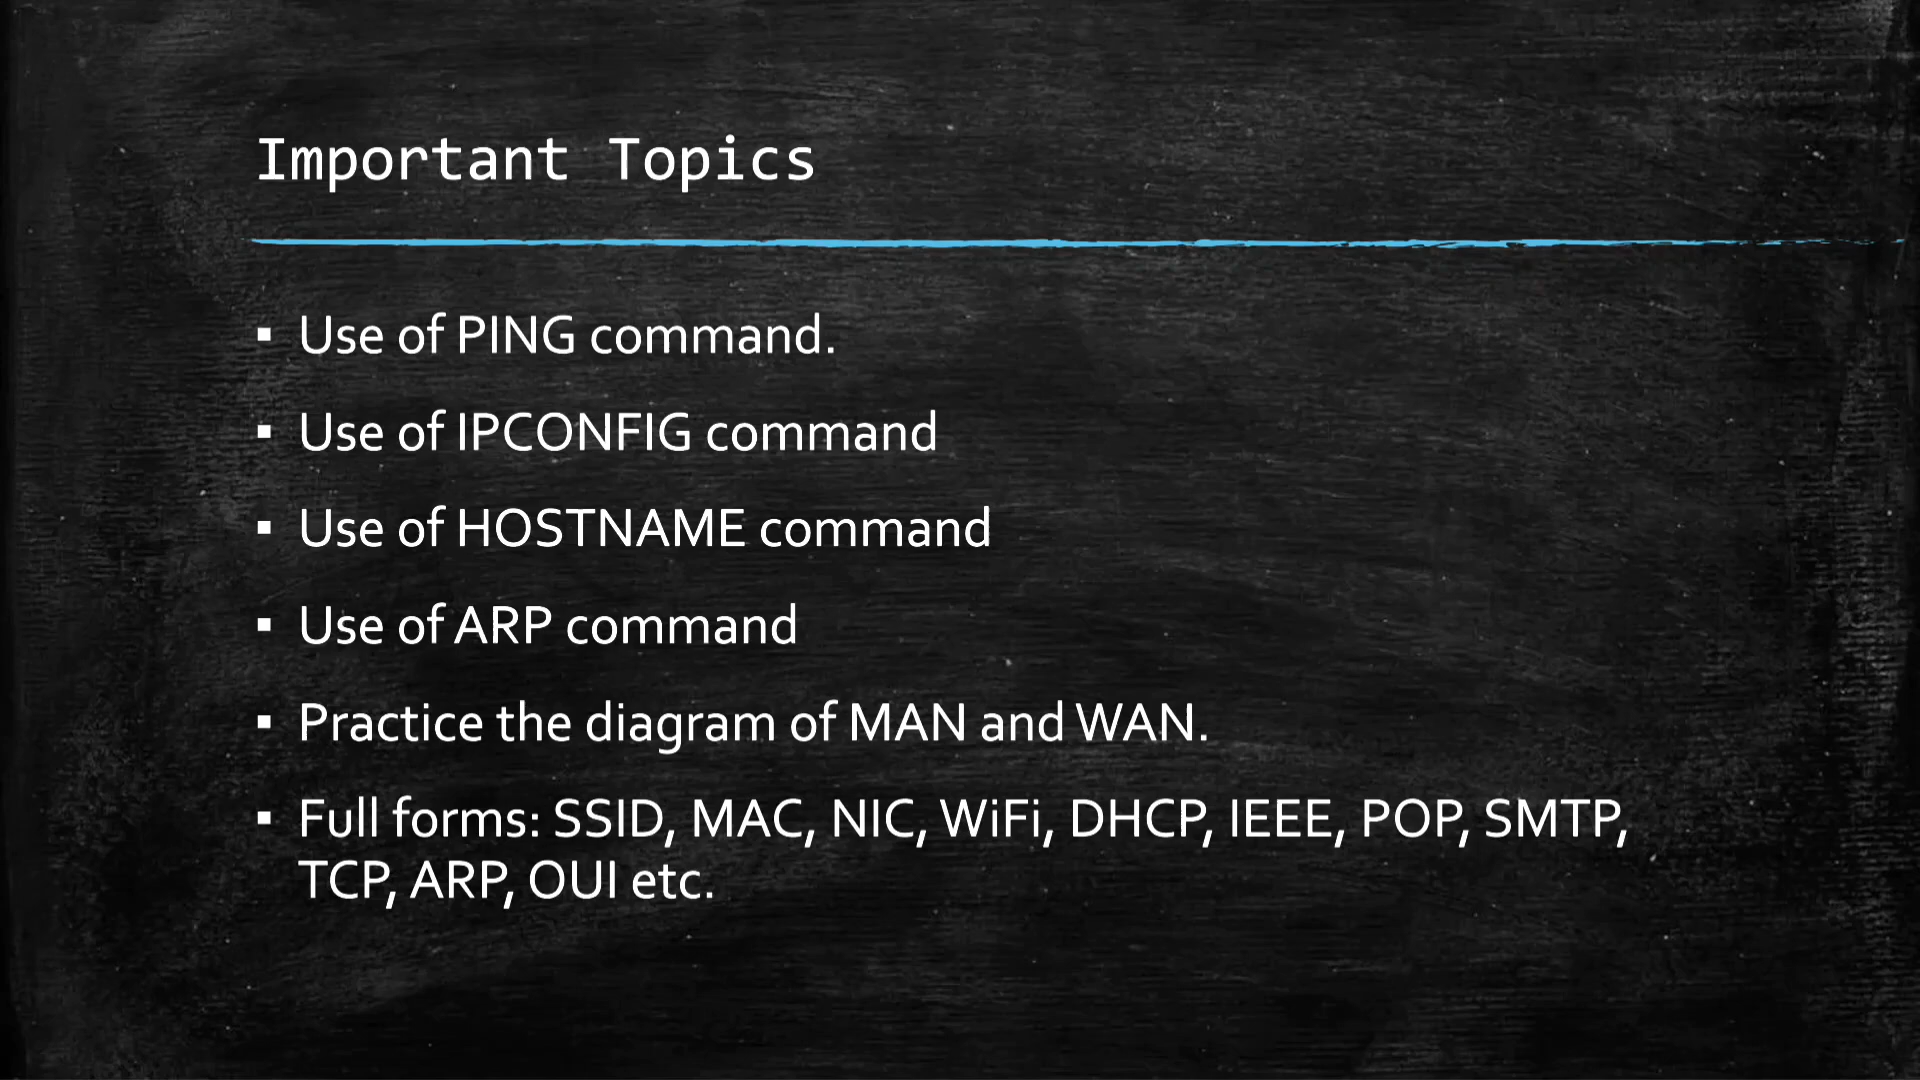 Important Topics
▪ Use of PING command.
▪ Use of IPCONFIG command
▪ Use of HOSTNAME command
▪ Use of ARP command
▪ Practice the diagram of MAN and WAN.
▪ Full forms: SSID, MAC, NIC, WiFi, DHCP, IEEE, POP, SMTP,
TCP, ARP, OUI etc.